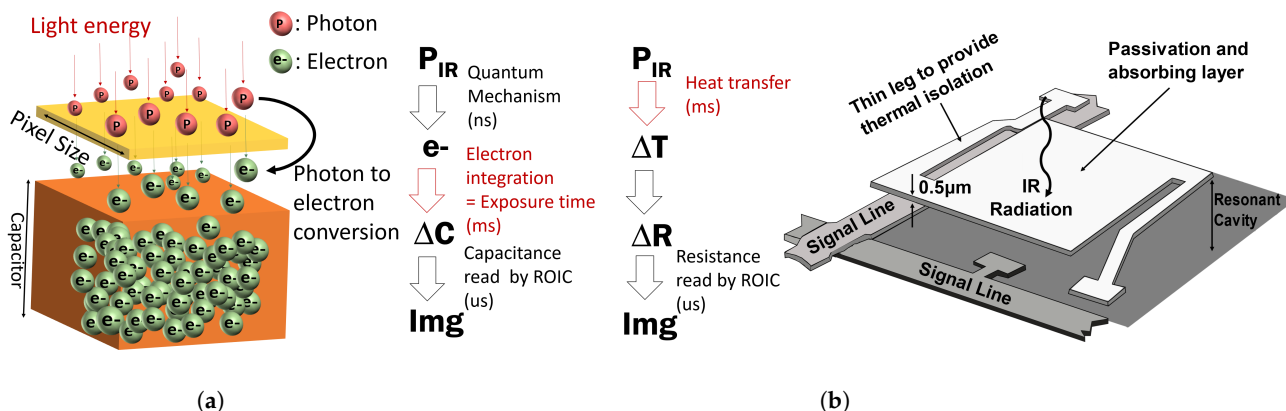 Light energy
P : Photon
e- : Electron
P
P
P
P
P
P
P
P
P
P
P
Pixel Size
e-
e-
e-
e-
e-
e-
e-
e-
e-
e-
e-
Photon to
electron
conversion
Capacitor
P_IR
Quantum
Mechanism
(ns)
e-
Electron
integration
= Exposure time
(ms)
ΔC
Capacitance
read by ROIC
(us)
Img
(a)
P_IR
Heat transfer
(ms)
ΔT
ΔR
Resistance
read by ROIC
(us)
Img
Thin leg to provide
thermal isolation
Passivation and
absorbing layer
0.5μm
IR
Radiation
Resonant
Cavity
Signal Line
Signal Line
(b)